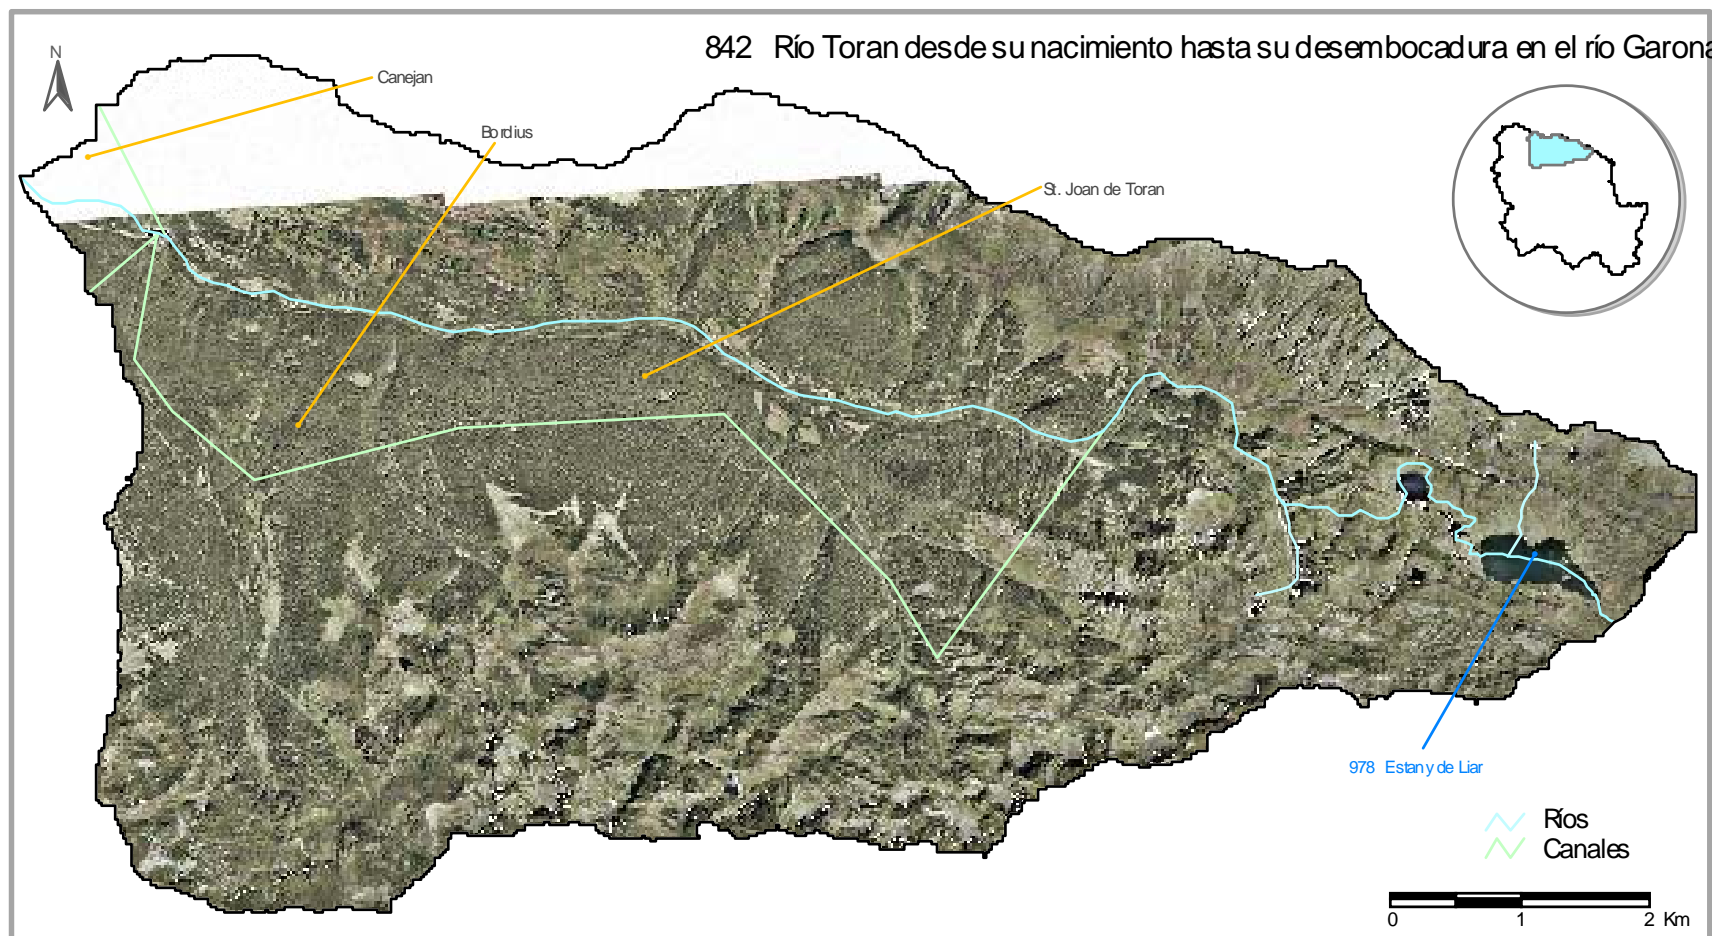 842 Río Toran desde su nacimiento hasta su desembocadura en el río Garona
N
Canejan
Bordius
St. Joan de Toran
978 Estany de Liar
Ríos
Canales
0 1 2 Km